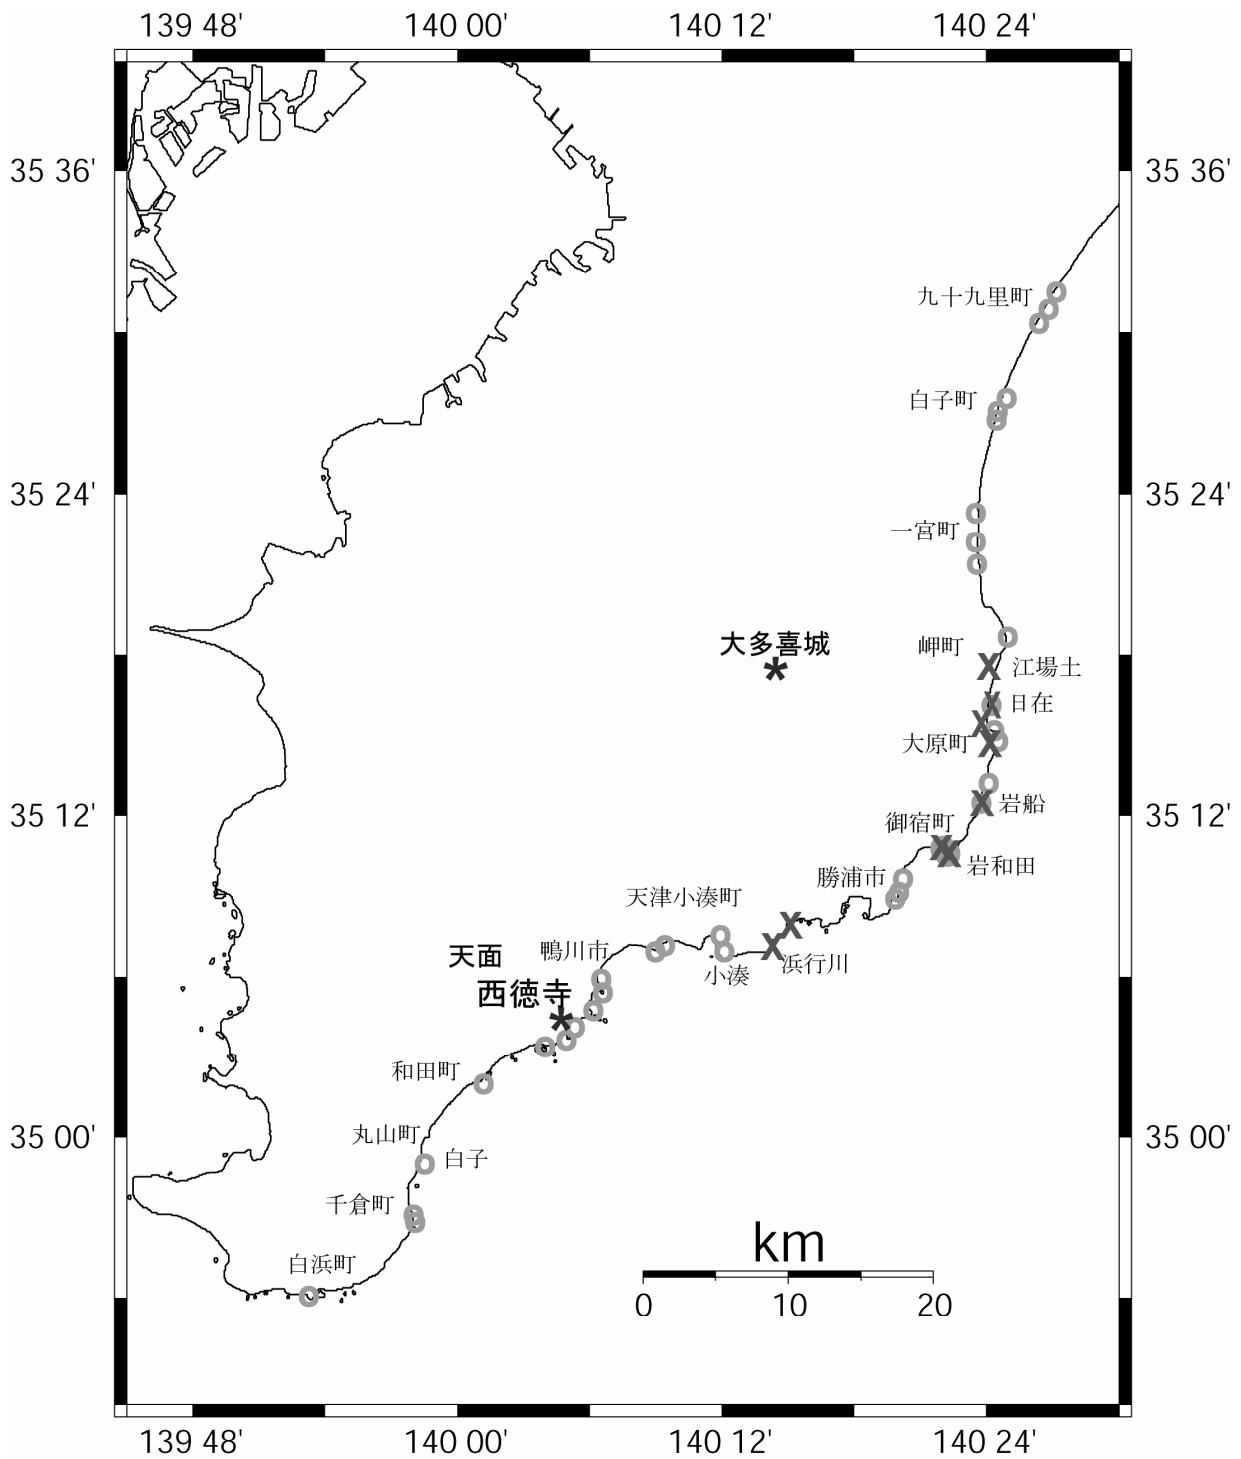 139 48' 140 00' 140 12' 140 24'
35 36' 35 36'
九十九里町
白子町
35 24' 35 24'
一宮町
大多喜城
岬町
江場土
日在
大原町
岩船
35 12' 35 12'
御宿町
岩和田
勝浦市
天津小湊町
鴨川市
天面
浜行川
小湊
西徳寺
和田町
丸山町
35 00' 35 00'
白子
千倉町
白浜町
km
0 10 20
139 48' 140 00' 140 12' 140 24'